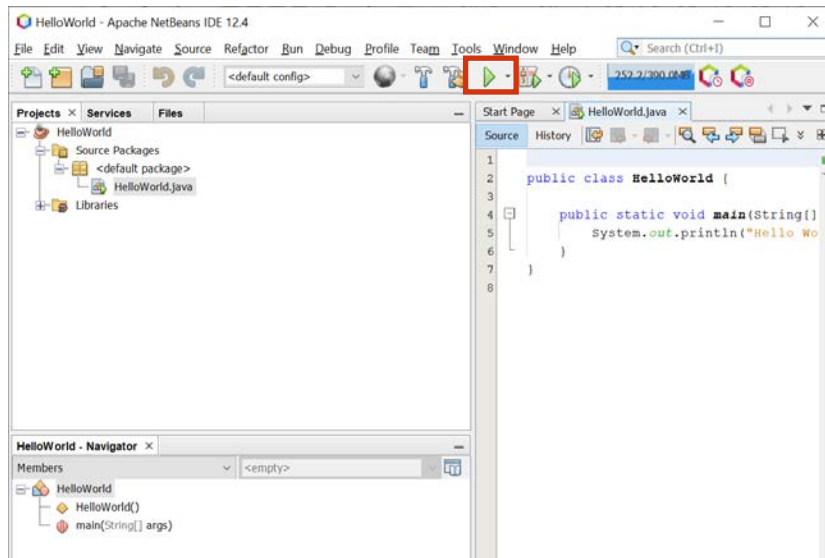 HelloWorld - Apache NetBeans IDE 12.4
File Edit View Navigate Source Refactor Run Debug Profile Team Tools Window Help
Search (Ctrl+I)
<default config>
252.2/390.0MB
Projects Services Files
HelloWorld
Source Packages
<default package>
HelloWorld.java
Libraries
Start Page HelloWorld.java
Source History
1
2 public class HelloWorld {
3
4 public static void main(String[]
5 System.out.println("Hello Wo
6 }
7 }
8
HelloWorld - Navigator
Members <empty>
HelloWorld
HelloWorld()
main(String[] args)